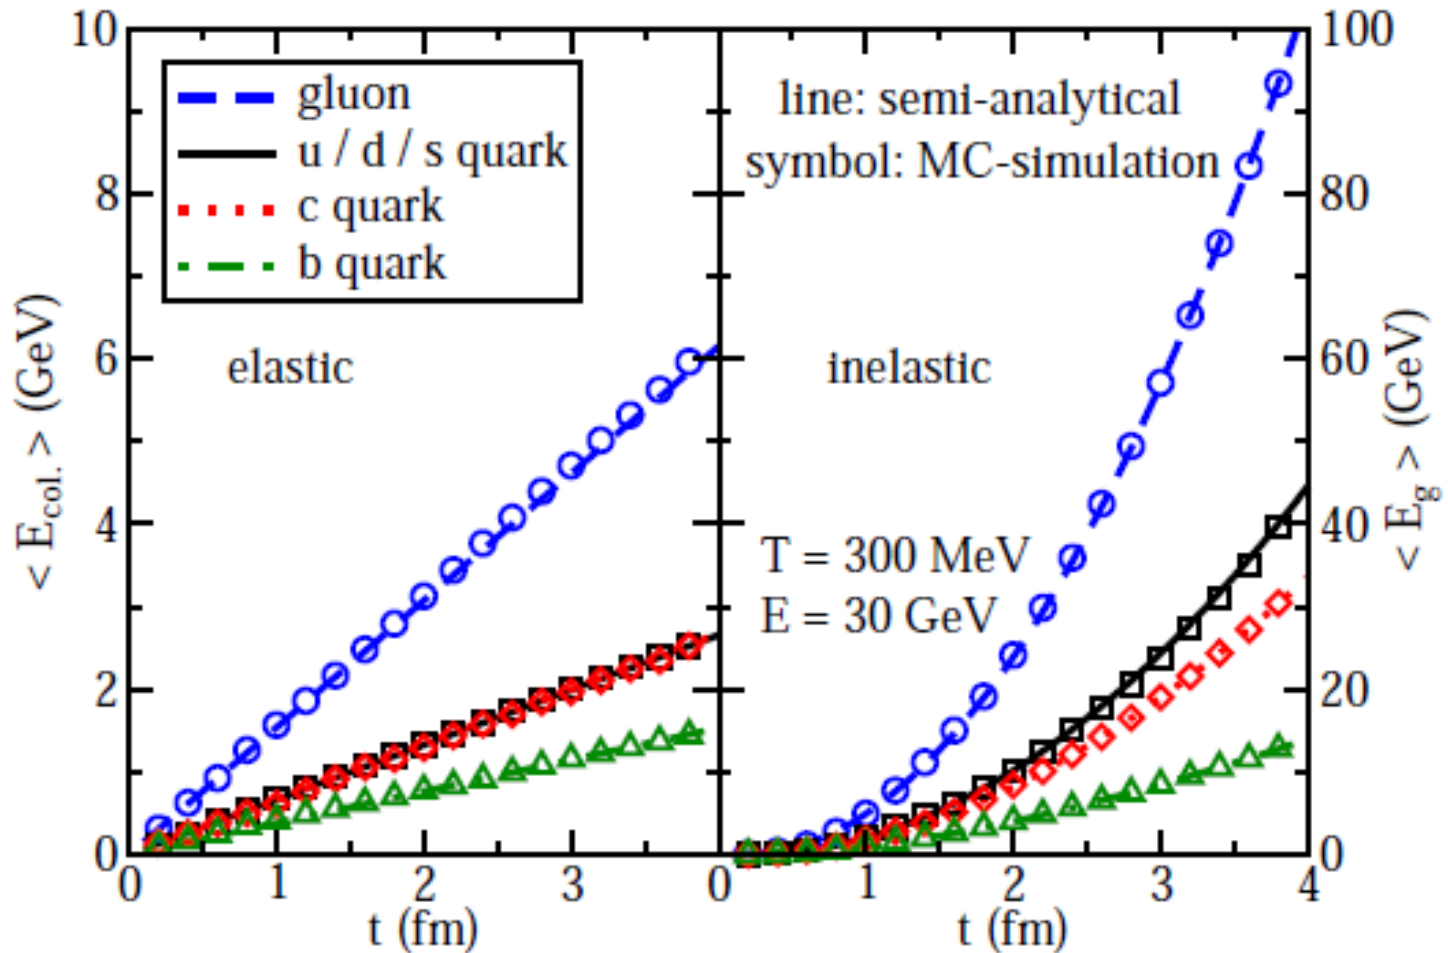 10
8
6
4
2
0
< E_col. > (GeV)
gluon
u / d / s quark
c quark
b quark
elastic
0 1 2 3
t (fm)
line: semi-analytical
symbol: MC-simulation
inelastic
T = 300 MeV
E = 30 GeV
0 1 2 3 4
t (fm)
100
80
60
40
20
0
< E_g > (GeV)